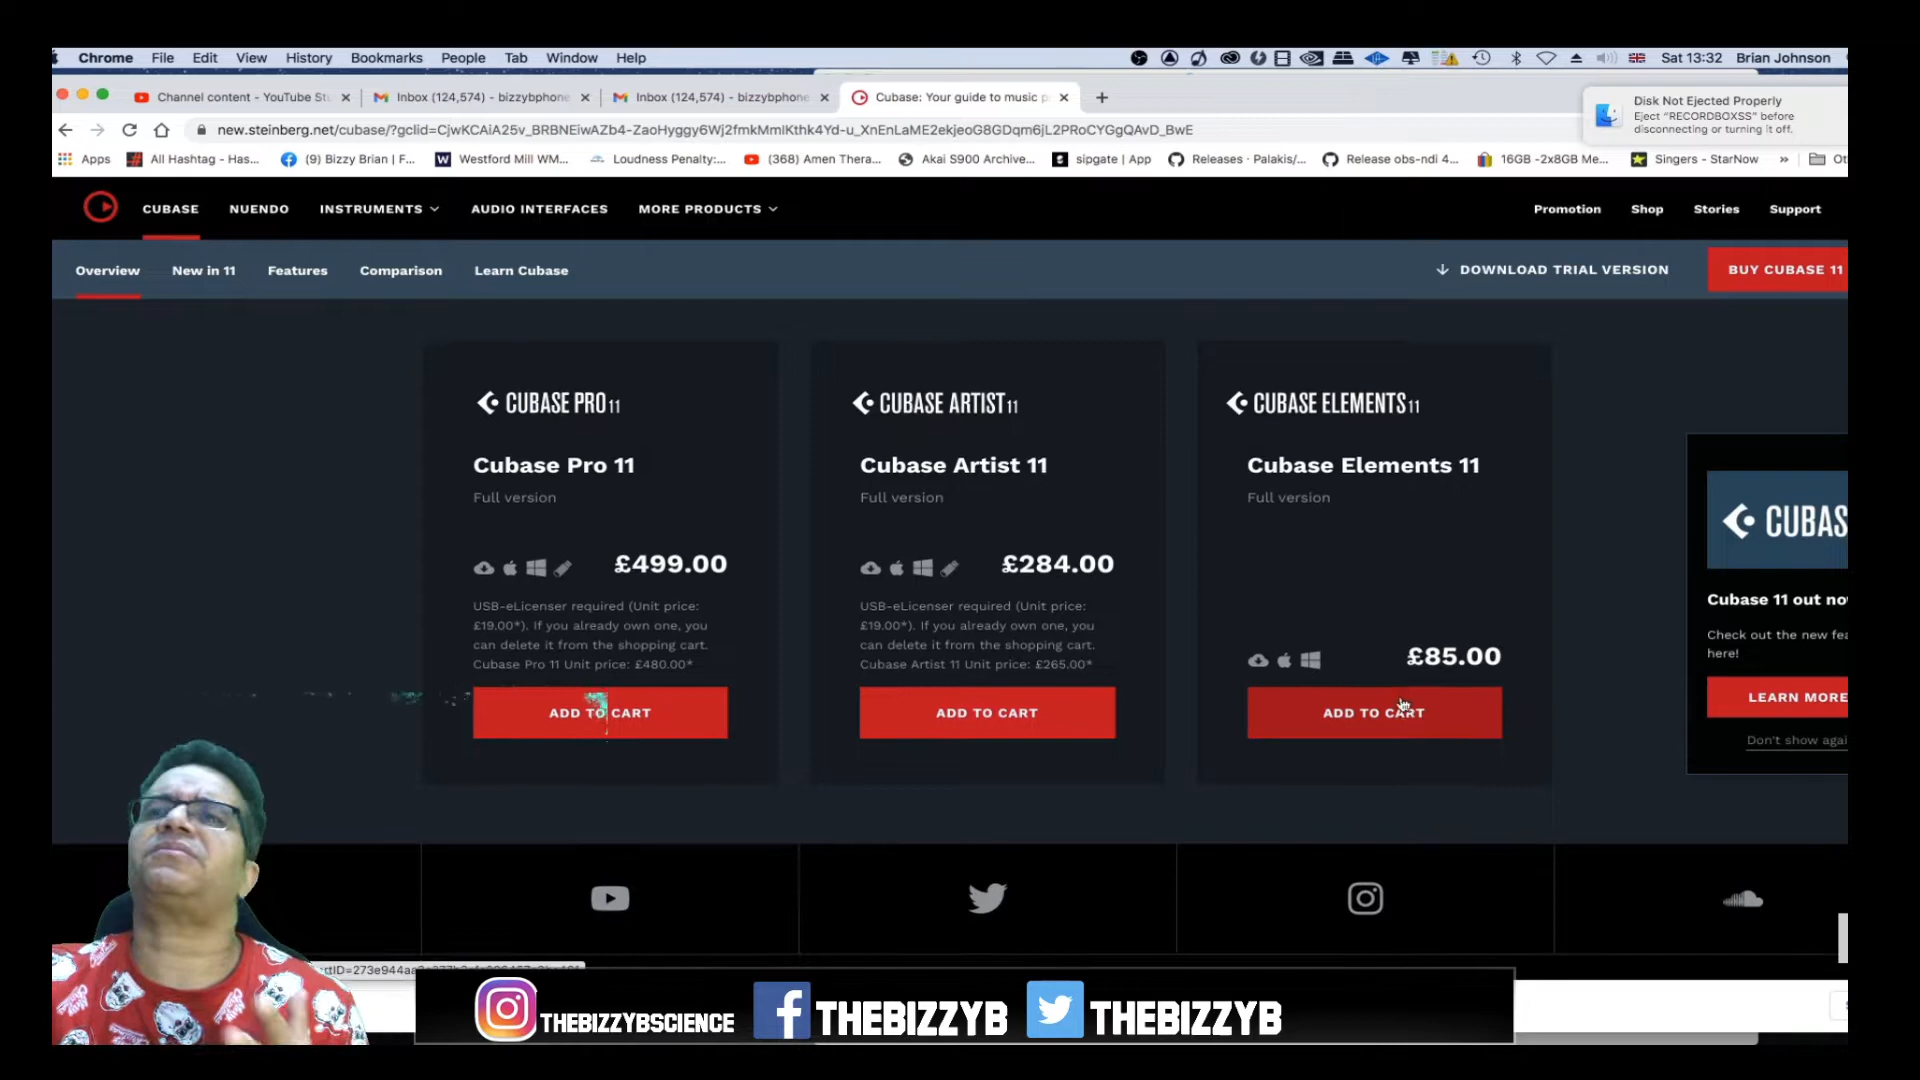 Chrome File Edit View History Bookmarks People Tab Window Help
Sat 13:32 Brian Johnson
Channel content - YouTube St
Inbox (124,574) - bizzybphone
Inbox (124,574) - bizzybphone
Cubase: Your guide to music p
Disk Not Ejected Properly
Eject “RECORDBOXSS” before
disconnecting or turning it off.
new.steinberg.net/cubase/?gclid=CjwKCAiA25v_BRBNEiwAZb4-ZaoHyggy6Wj2fmkMmlKthk4Yd-u_XnEnLaME2ekjeoG8GDqm6jL2PRoCYGgQAvD_BwE
Apps All Hashtag - Has... (9) Bizzy Brian | F... Westford Mill WM... Loudness Penalty:... (368) Amen Thera... Akai S900 Archive... sipgate | App Releases · Palakis/... Release obs-ndi 4... 16GB -2x8GB Me... Singers - StarNow » Ot
CUBASE NUENDO INSTRUMENTS AUDIO INTERFACES MORE PRODUCTS
Promotion Shop Stories Support
Overview New in 11 Features Comparison Learn Cubase
DOWNLOAD TRIAL VERSION
BUY CUBASE 11
CUBASE PRO 11
Cubase Pro 11
Full version
£499.00
USB-eLicenser required (Unit price:
£19.00*). If you already own one, you
can delete it from the shopping cart.
Cubase Pro 11 Unit price: £480.00*
ADD TO CART
CUBASE ARTIST 11
Cubase Artist 11
Full version
£284.00
USB-eLicenser required (Unit price:
£19.00*). If you already own one, you
can delete it from the shopping cart.
Cubase Artist 11 Unit price: £265.00*
ADD TO CART
CUBASE ELEMENTS 11
Cubase Elements 11
Full version
£85.00
ADD TO CART
CUBAS
Cubase 11 out no
Check out the new fea
here!
LEARN MORE
Don't show agai
THEBIZZYBSCIENCE
THEBIZZYB
THEBIZZYB